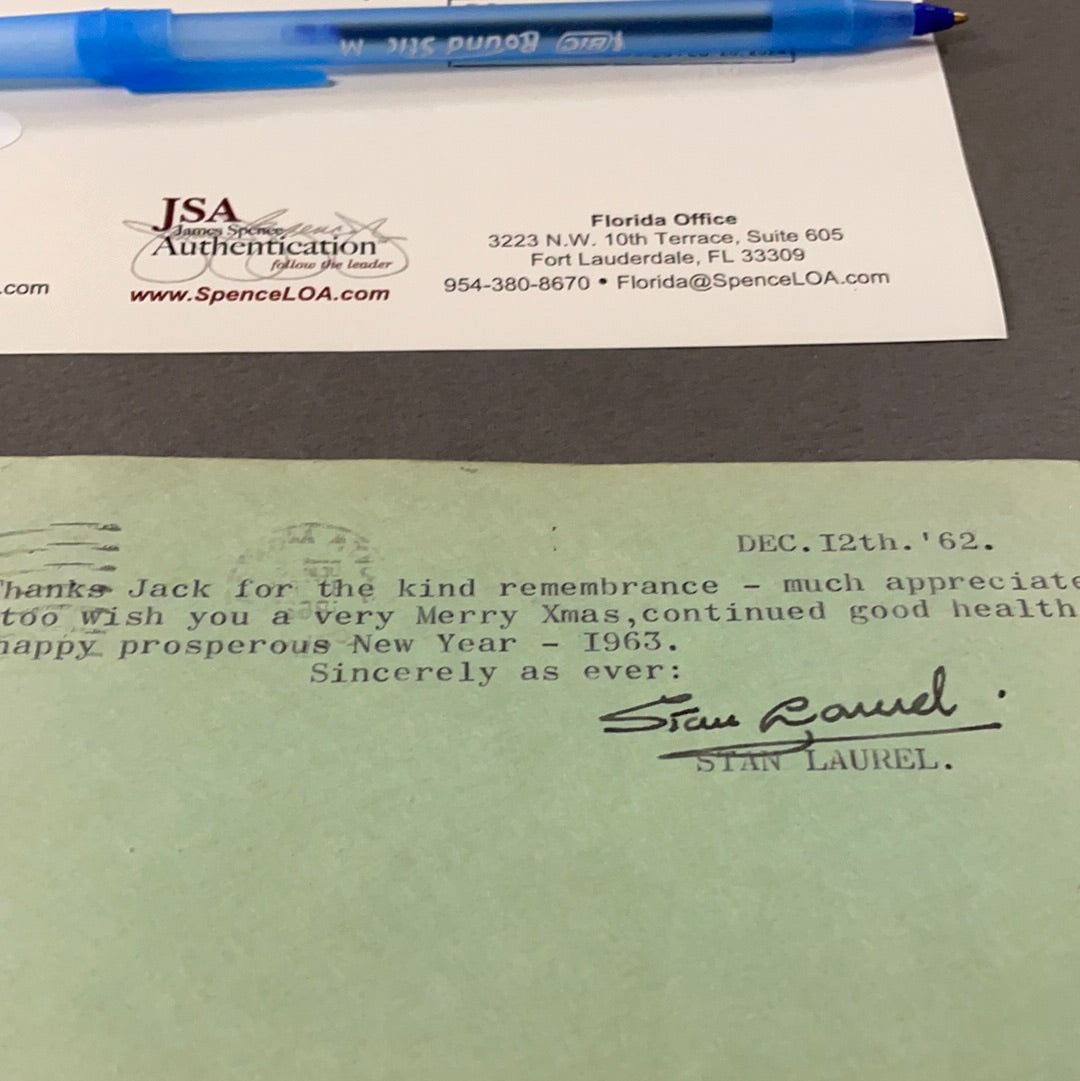 BIC Round Stic M
JSA
James Spence
Authentication
follow the leader
www.SpenceLOA.com
.com
Florida Office
3223 N.W. 10th Terrace, Suite 605
Fort Lauderdale, FL 33309
954-380-8670 • Florida@SpenceLOA.com
DEC.I2th.'62.
Thanks Jack for the kind remembrance - much appreciate
too wish you a very Merry Xmas,continued good health
happy prosperous New Year - I963.
Sincerely as ever:
Stan Laurel.
STAN LAUREL.